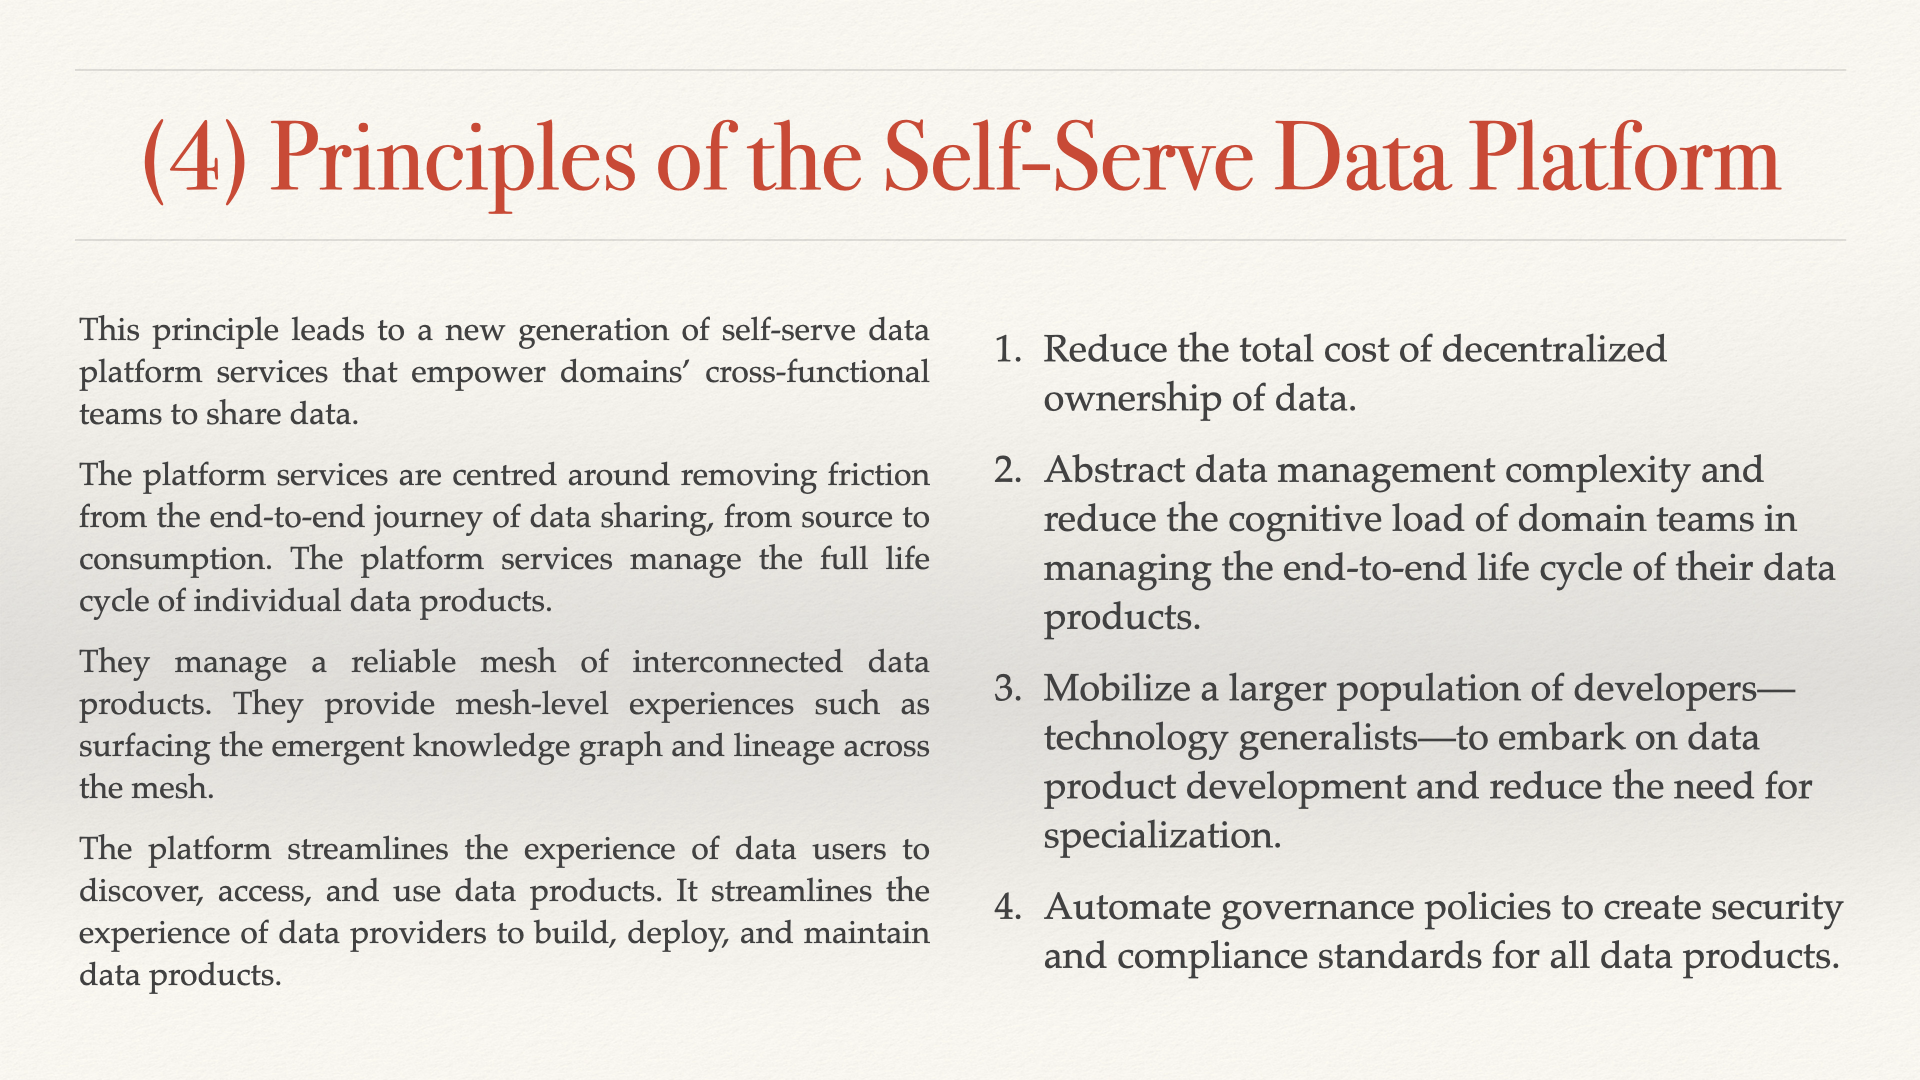 (4) Principles of the Self-Serve Data Platform
This principle leads to a new generation of self-serve data
platform services that empower domains’ cross-functional
teams to share data.
The platform services are centred around removing friction
from the end-to-end journey of data sharing, from source to
consumption. The platform services manage the full life
cycle of individual data products.
They manage a reliable mesh of interconnected data
products. They provide mesh-level experiences such as
surfacing the emergent knowledge graph and lineage across
the mesh.
The platform streamlines the experience of data users to
discover, access, and use data products. It streamlines the
experience of data providers to build, deploy, and maintain
data products.
1. Reduce the total cost of decentralized
ownership of data.
2. Abstract data management complexity and
reduce the cognitive load of domain teams in
managing the end-to-end life cycle of their data
products.
3. Mobilize a larger population of developers—
technology generalists—to embark on data
product development and reduce the need for
specialization.
4. Automate governance policies to create security
and compliance standards for all data products.